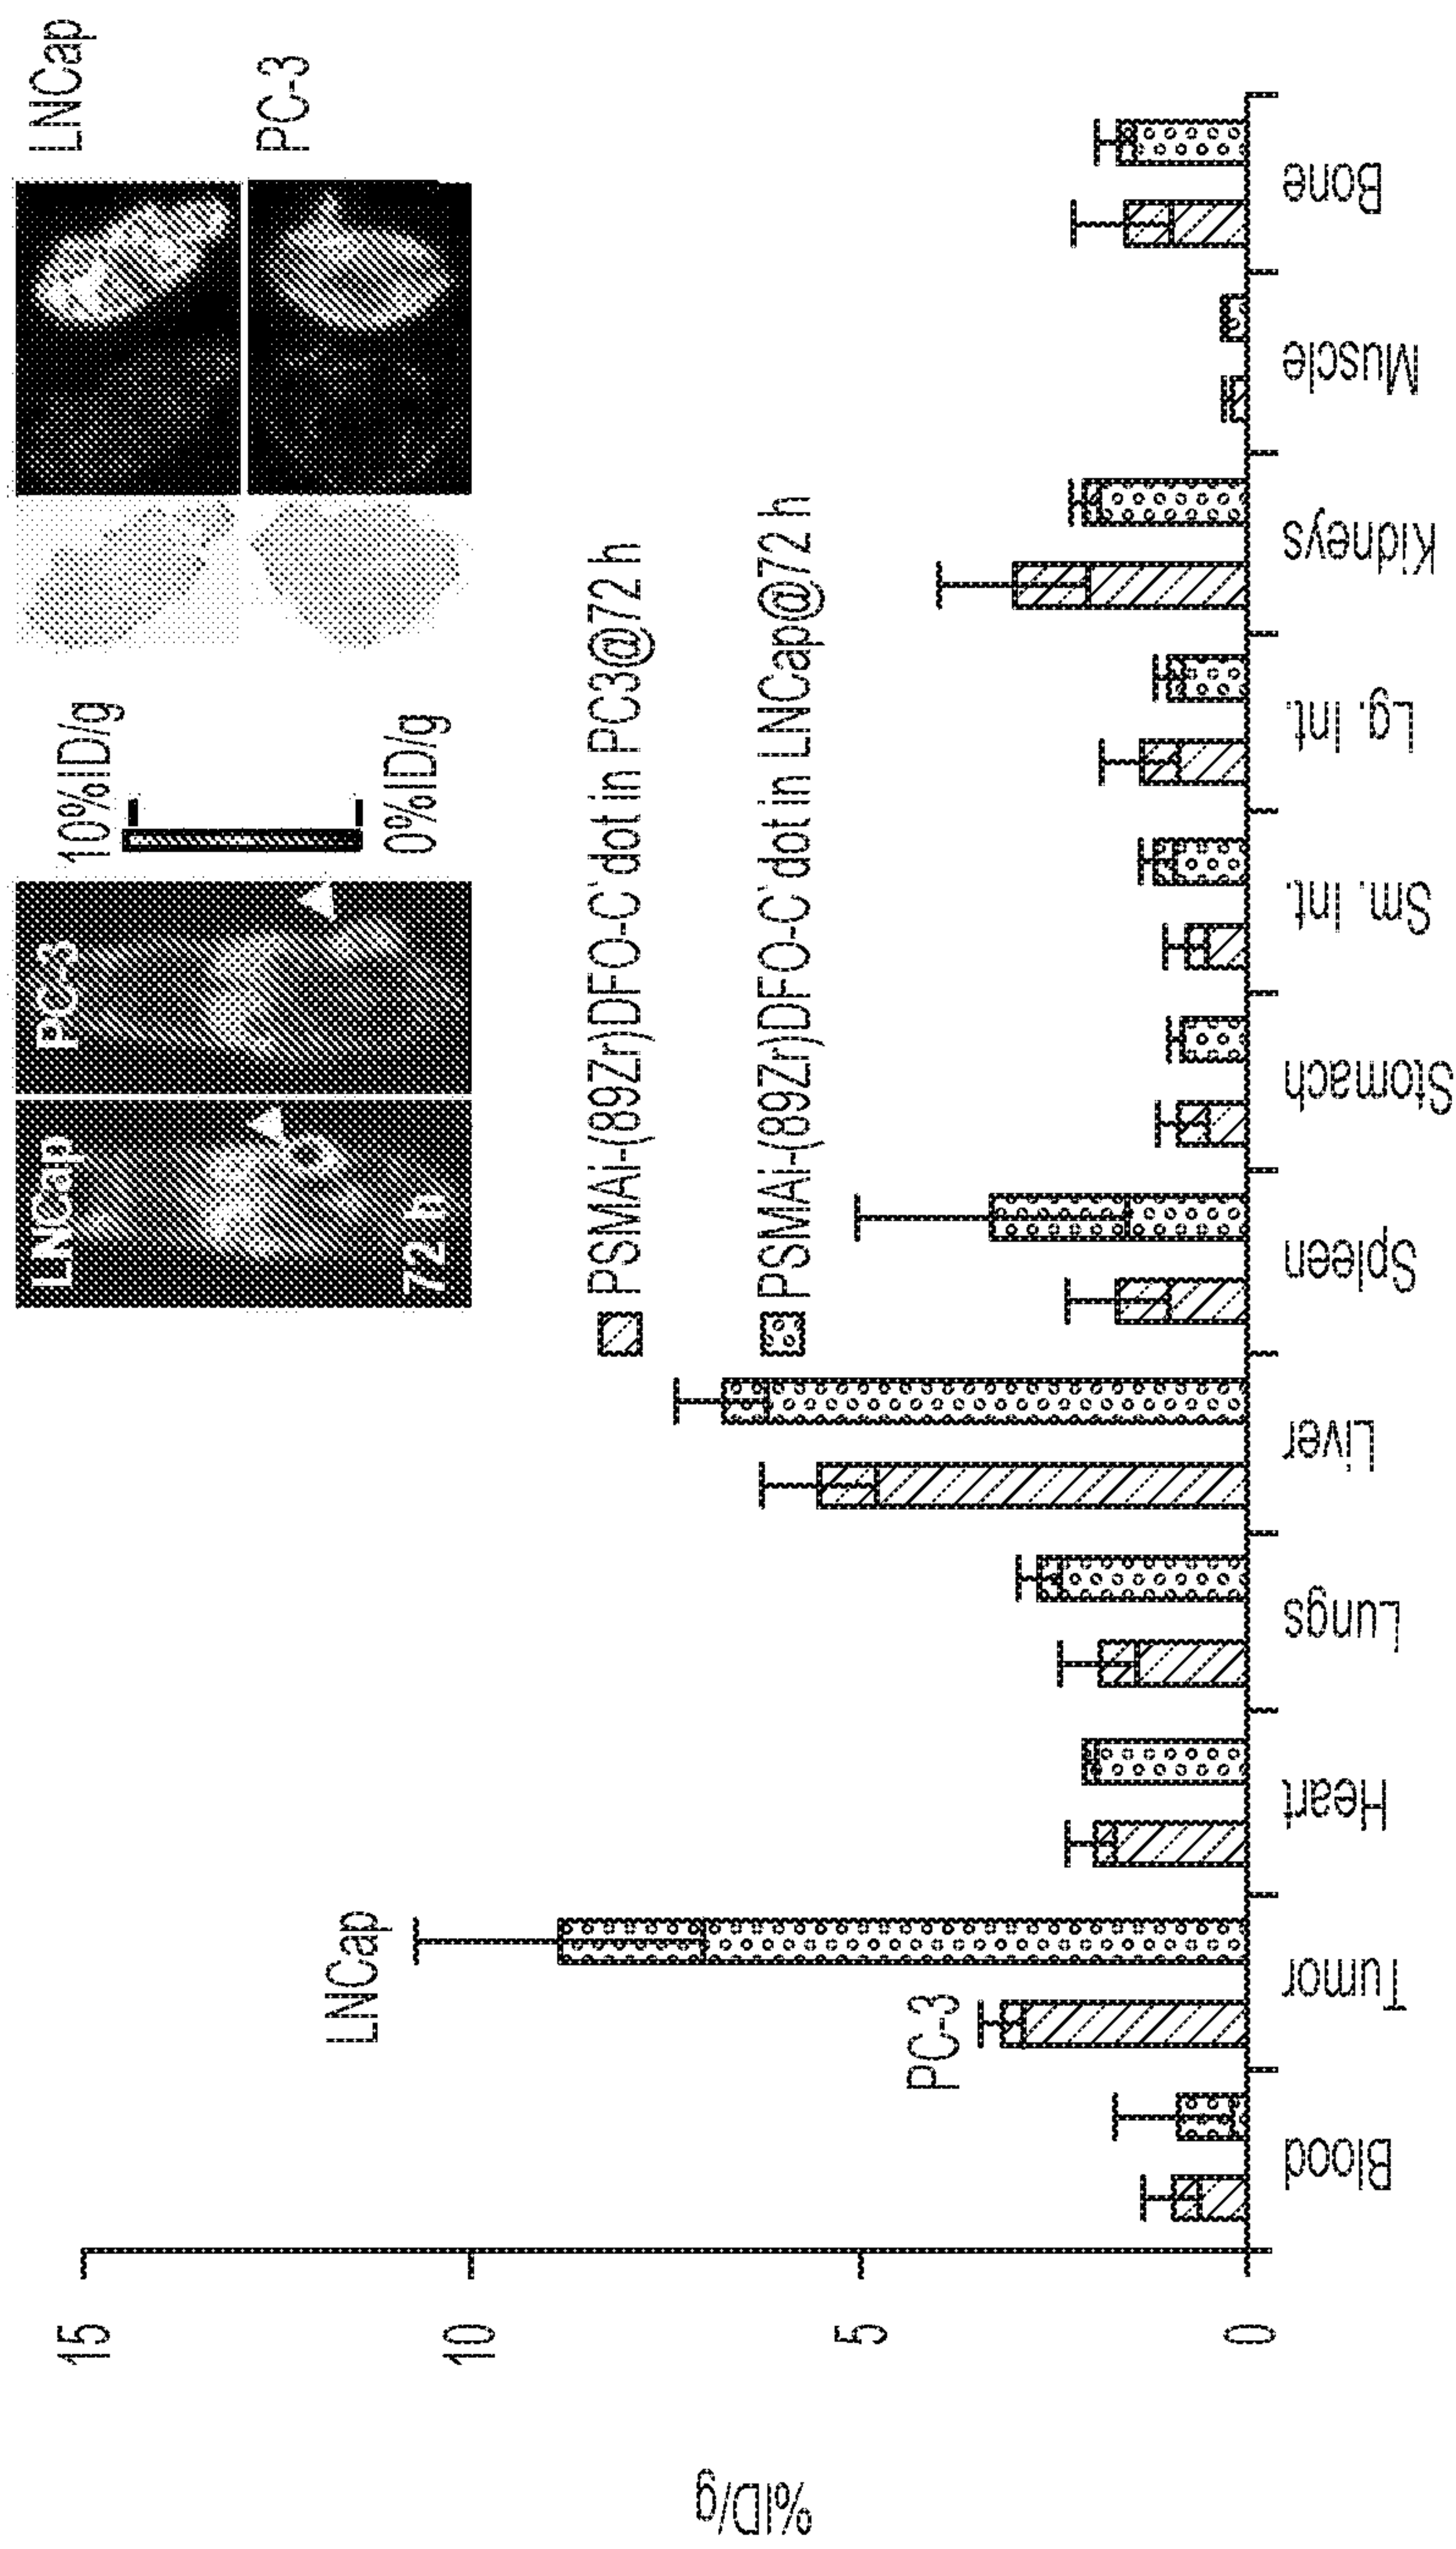 LNCap
PC-3
72 h
10%ID/g
0%ID/g
LNCap
PC-3
PSMAi-(89Zr)DFO-C'dot in PC3@72 h
PSMAi-(89Zr)DFO-C'dot in LNCap@72 h
%ID/g
15
10
5
0
LNCap
PC-3
Blood
Tumor
Heart
Lungs
Liver
Spleen
Stomach
Sm. Int.
Lg. Int.
Kidneys
Muscle
Bone